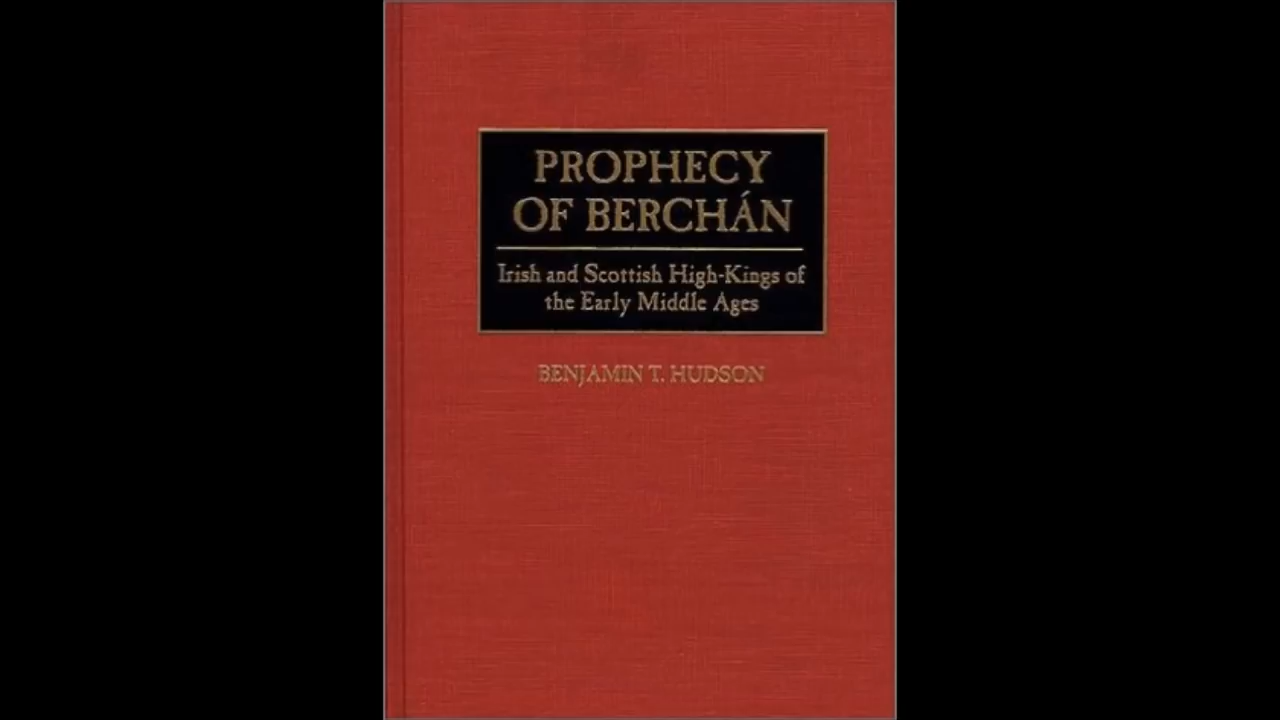 PROPHECY
OF BERCHÁN
Irish and Scottish High-Kings of
the Early Middle Ages
BENJAMIN T. HUDSON